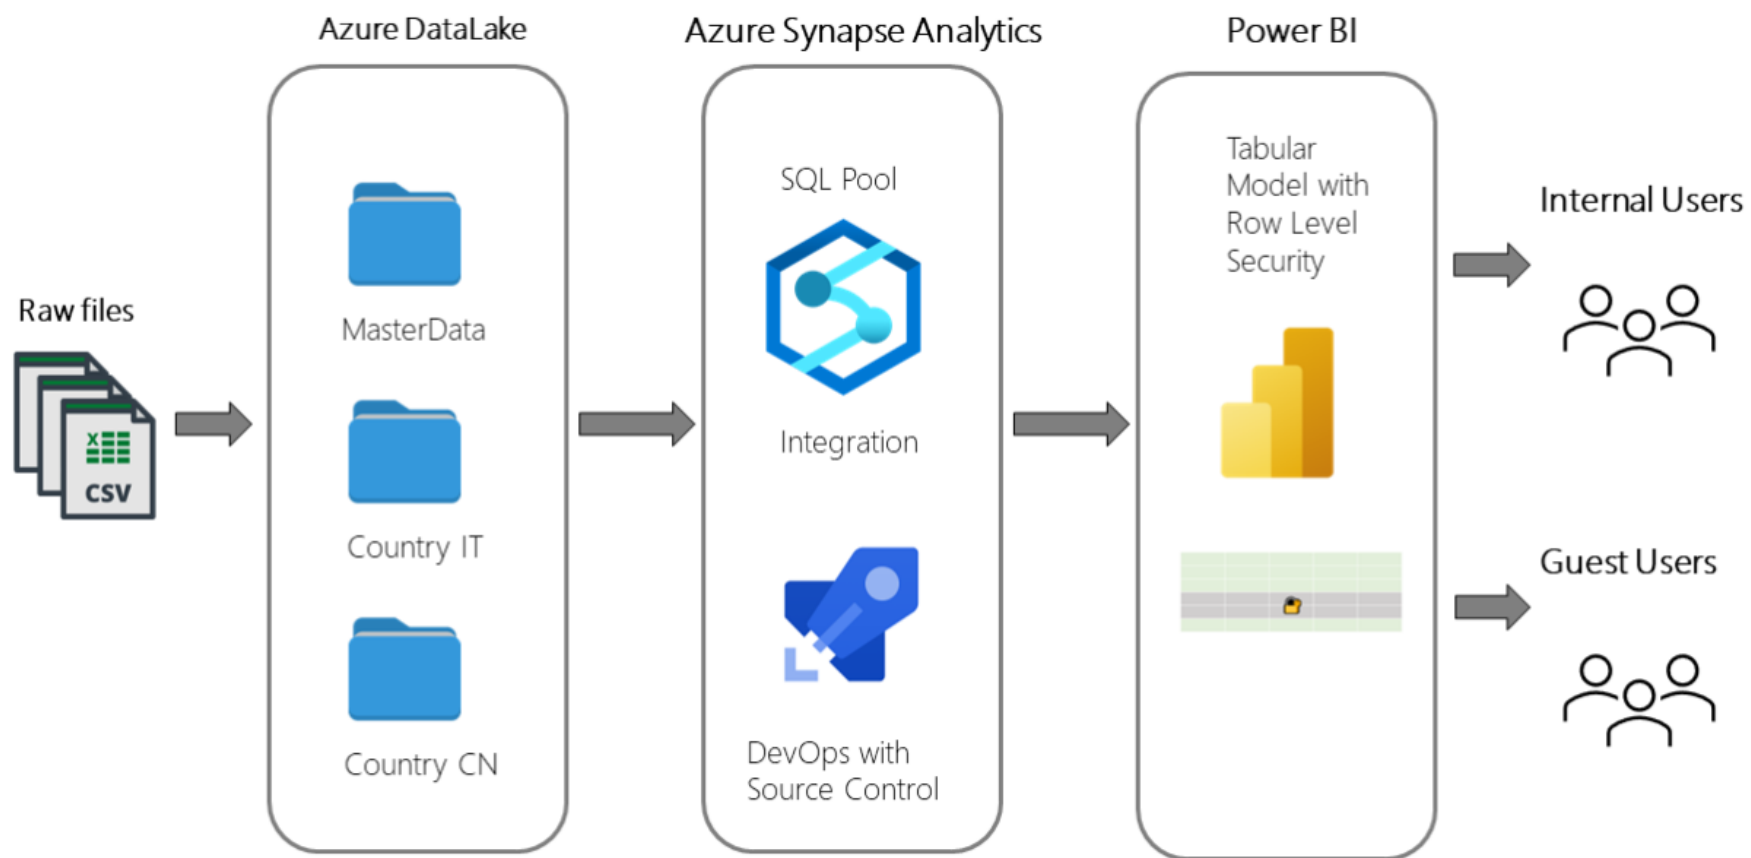 Azure DataLake
Azure Synapse Analytics
Power BI
Raw files
CSV
MasterData
Country IT
Country CN
SQL Pool
Integration
DevOps with
Source Control
Tabular
Model with
Row Level
Security
Internal Users
Guest Users